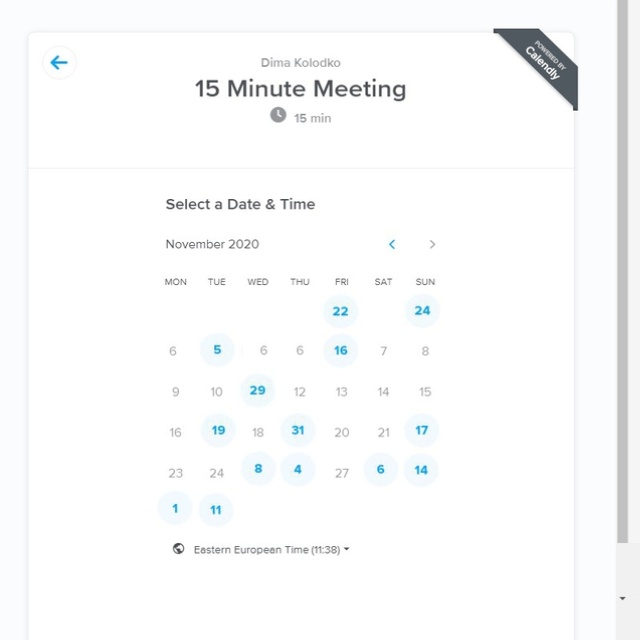 POWERED BY
Calendly
Dima Kolodko
15 Minute Meeting
15 min
Select a Date & Time
November 2020
MON TUE WED THU FRI SAT SUN
22 24
6 5 6 6 16 7 8
9 10 29 12 13 14 15
16 19 18 31 20 21 17
23 24 8 4 27 6 14
1 11
Eastern European Time (11:38)